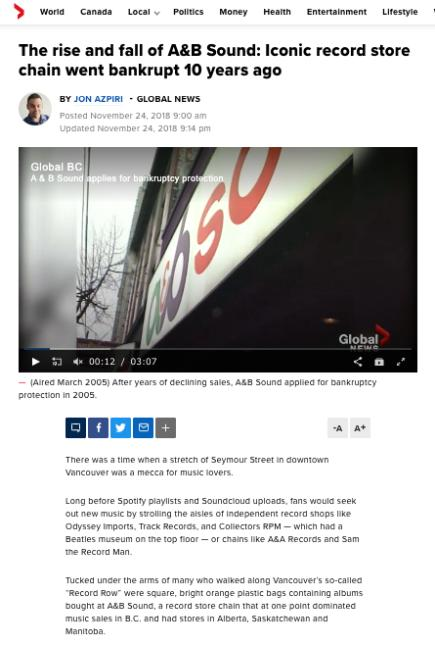 World Canada Local Politics Money Health Entertainment Lifestyle
The rise and fall of A&B Sound: Iconic record store
chain went bankrupt 10 years ago
BY JON AZPIRI • GLOBAL NEWS
Posted November 24, 2018 9:00 am
Updated November 24, 2018 9:14 pm
Global BC
A & B Sound applies for bankruptcy protection
a&b so
Global
NEWS
00:12 / 03:07
— (Aired March 2005) After years of declining sales, A&B Sound applied for bankruptcy
protection in 2005.
-A A+
There was a time when a stretch of Seymour Street in downtown
Vancouver was a mecca for music lovers.
Long before Spotify playlists and Soundcloud uploads, fans would seek
out new music by strolling the aisles of independent record shops like
Odyssey Imports, Track Records, and Collectors RPM — which had a
Beatles museum on the top floor — or chains like A&A Records and Sam
the Record Man.
Tucked under the arms of many who walked along Vancouver's so-called
"Record Row" were square, bright orange plastic bags containing albums
bought at A&B Sound, a record store chain that at one point dominated
music sales in B.C. and had stores in Alberta, Saskatchewan and
Manitoba.